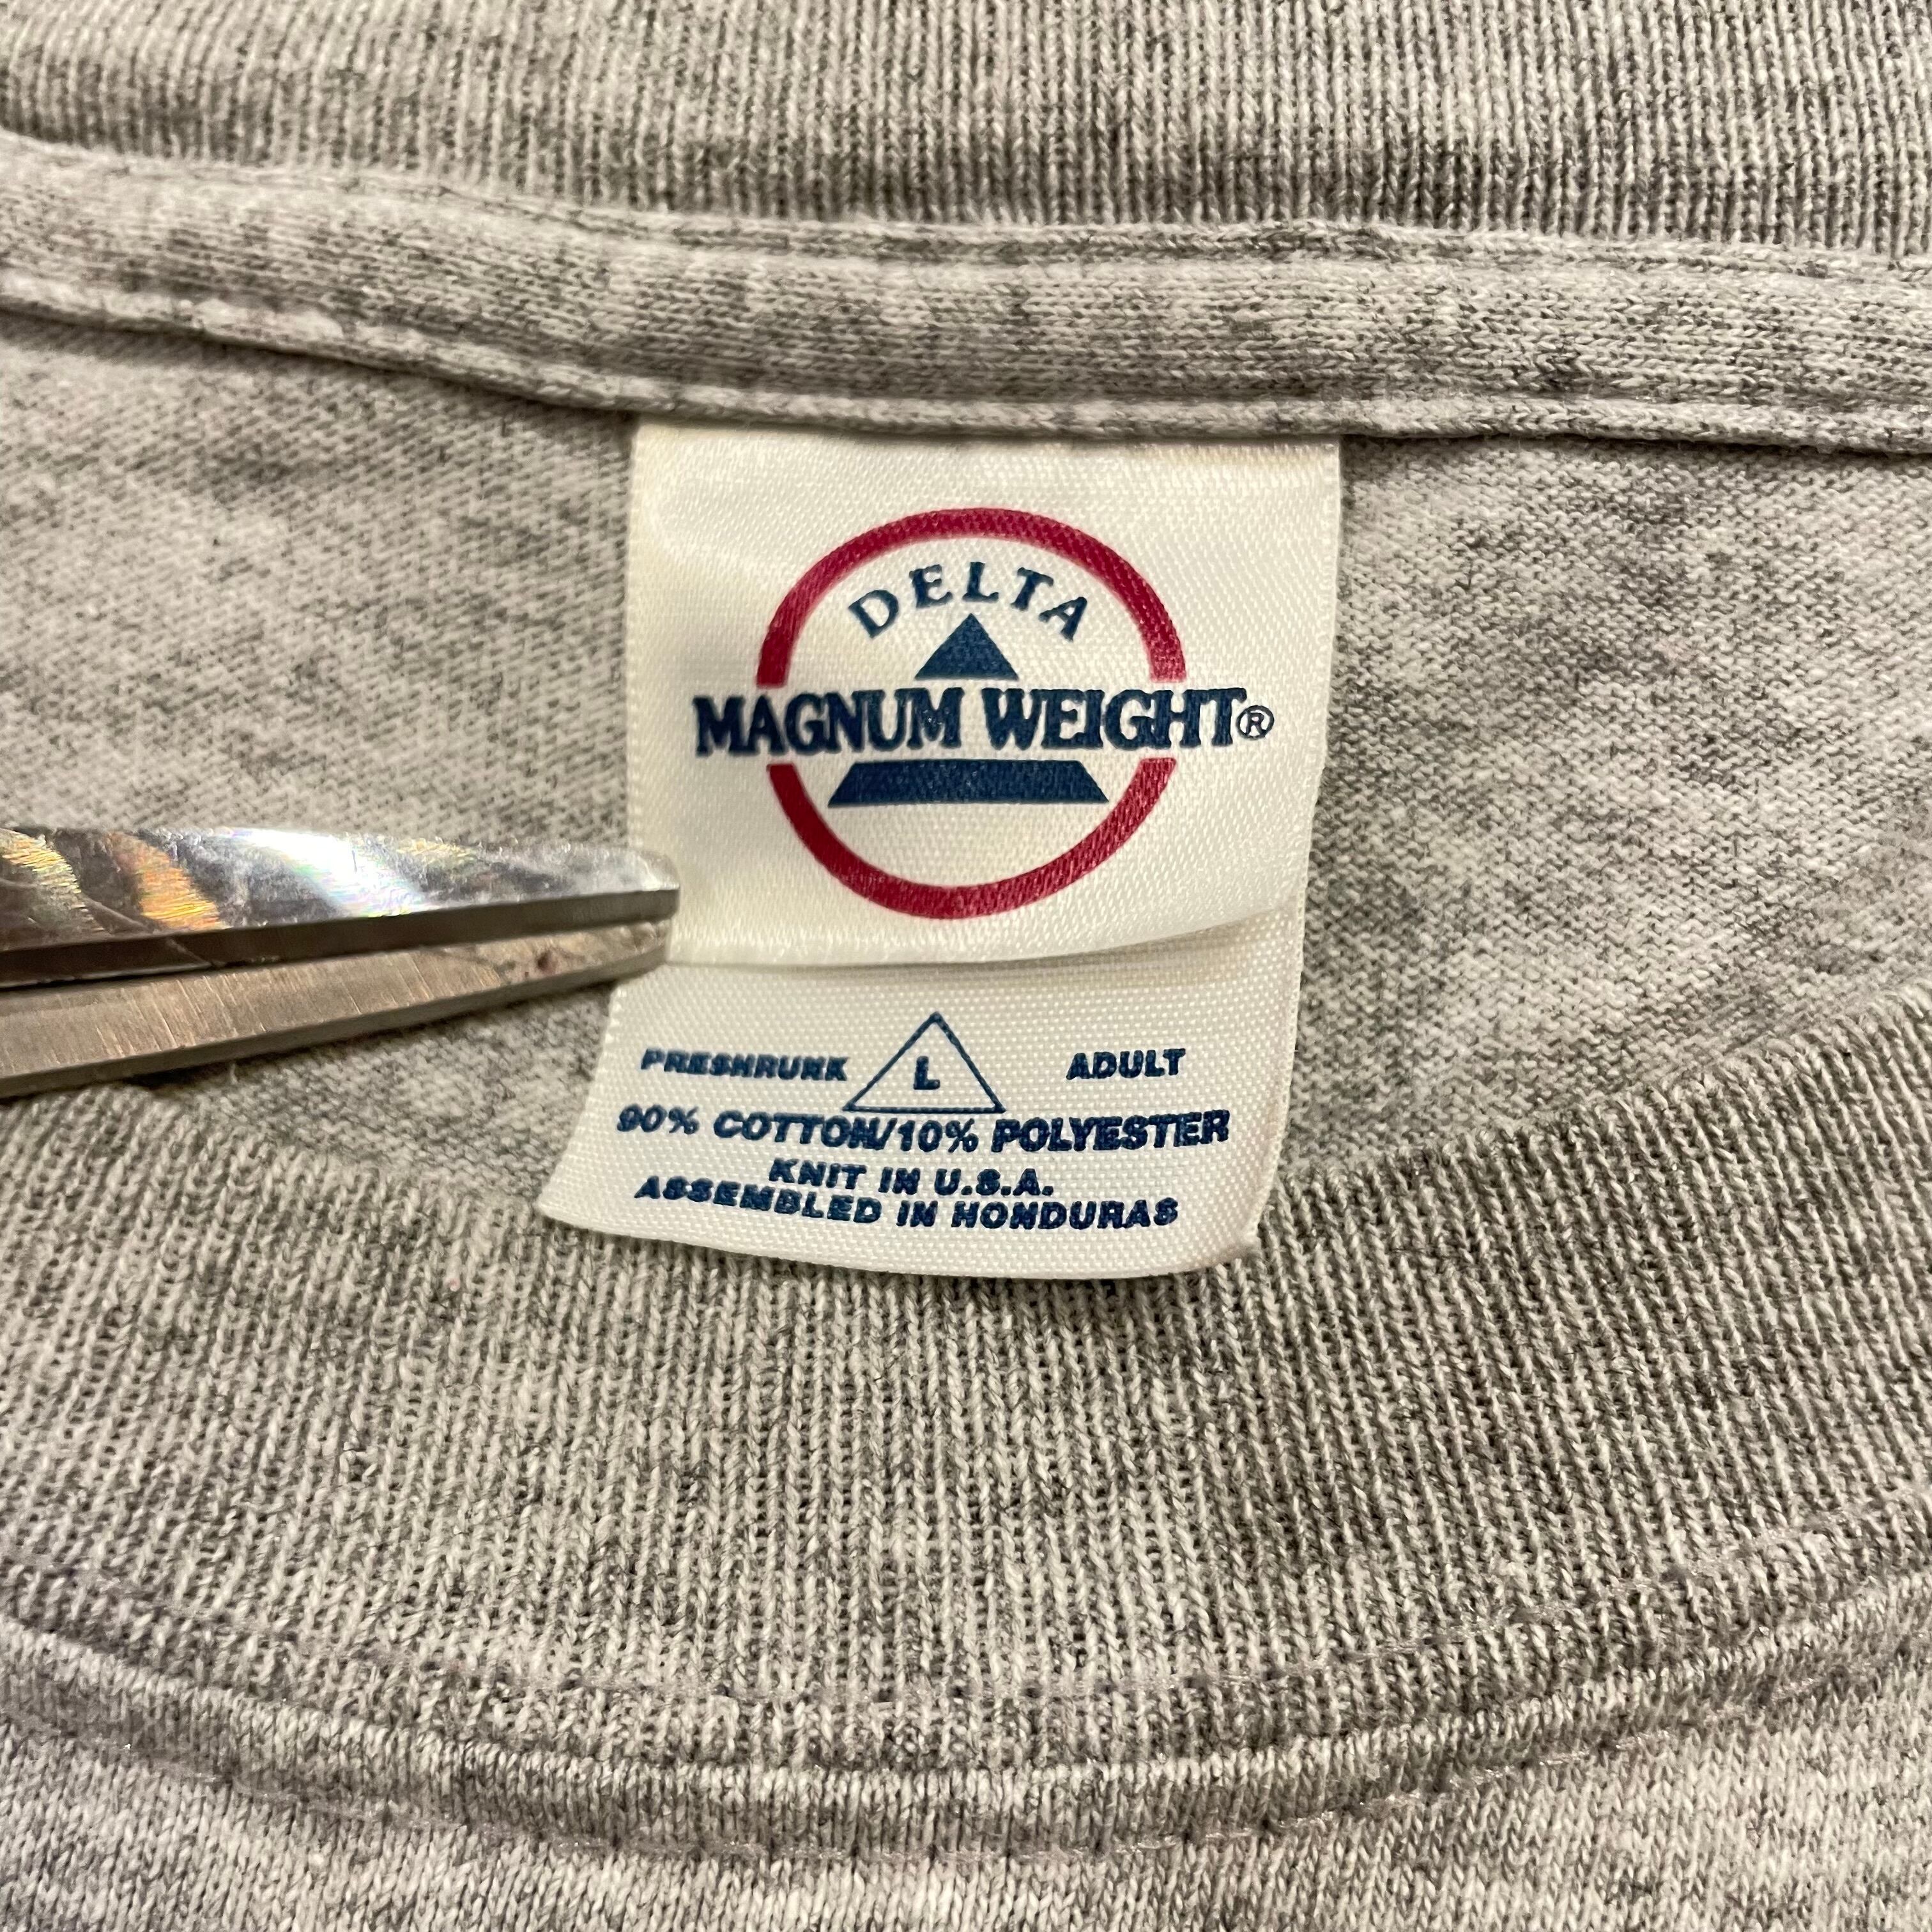 DELTA
MAGNUM WEIGHT®
PRESHRUNK L ADULT
90% COTTON/10% POLYESTER
KNIT IN U.S.A.
ASSEMBLED IN HONDURAS